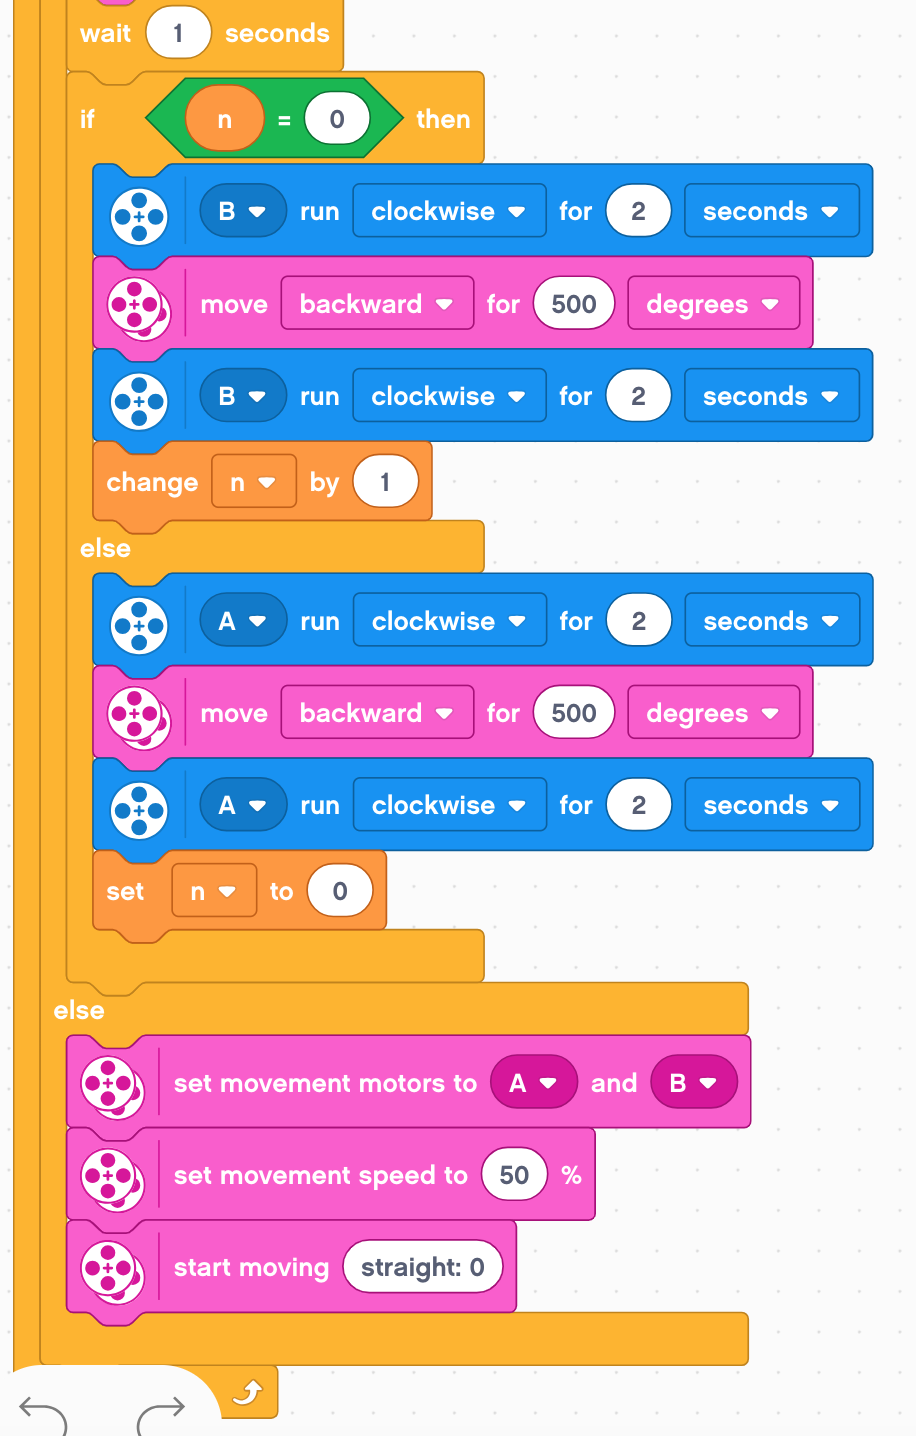 wait 1 seconds
if n = 0 then
B run clockwise for 2 seconds
move backward for 500 degrees
B run clockwise for 2 seconds
change n by 1
else
A run clockwise for 2 seconds
move backward for 500 degrees
A run clockwise for 2 seconds
set n to 0
else
set movement motors to A and B
set movement speed to 50 %
start moving straight: 0